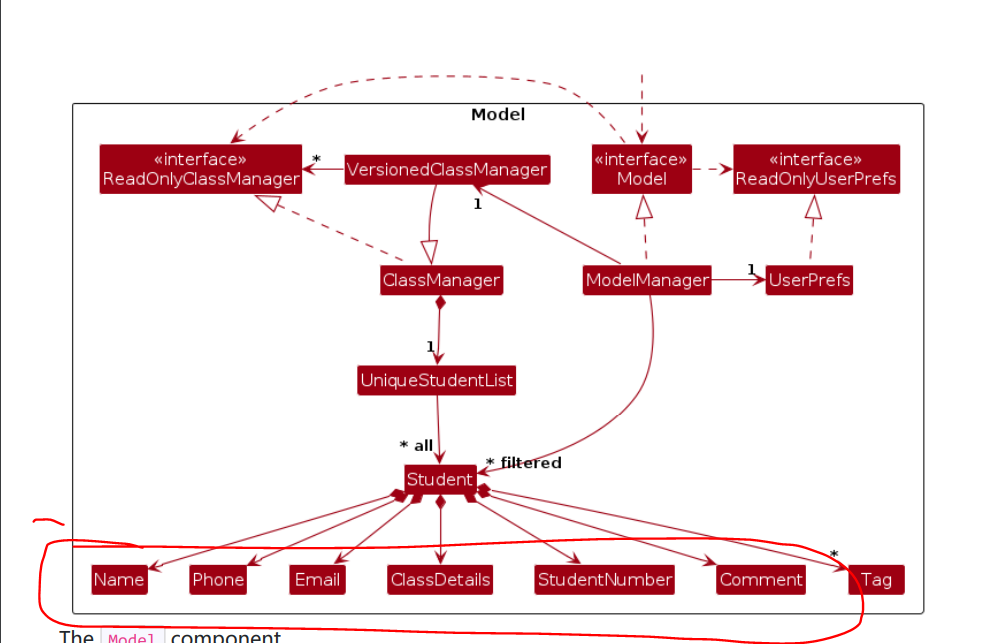 Model
«interface»
ReadOnlyClassManager
*
VersionedClassManager
1
«interface»
Model
«interface»
ReadOnlyUserPrefs
ClassManager
ModelManager
1
UserPrefs
1
UniqueStudentList
* all
* filtered
Student
*
Name
Phone
Email
ClassDetails
StudentNumber
Comment
Tag
The Model component